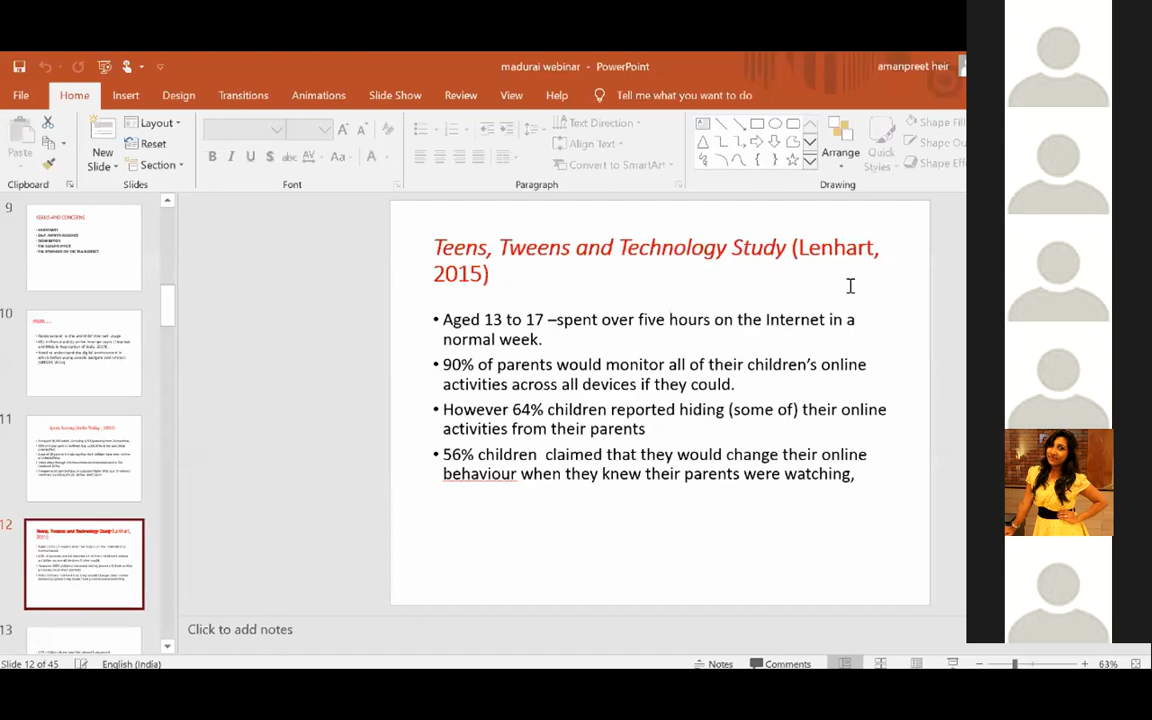 madurai webinar - PowerPoint
amanpreet heir
File Home Insert Design Transitions Animations Slide Show Review View Help Tell me what you want to do
Paste
New
Slide
Layout
Reset
Section
Text Direction
Align Text
Convert to SmartArt
Arrange
Quick
Styles
Shape Fil
Shape Ou
Shape Eff
Clipboard Slides Font Paragraph Drawing
9
ISSUES AND CONCERNS
10
11
12
13
Teens, Tweens and Technology Study (Lenhart,
2015)
• Aged 13 to 17 –spent over five hours on the Internet in a
normal week.
• 90% of parents would monitor all of their children's online
activities across all devices if they could.
• However 64% children reported hiding (some of) their online
activities from their parents
• 56% children claimed that they would change their online
behaviour when they knew their parents were watching,
Click to add notes
Slide 12 of 45 English (India) Notes Comments 63%